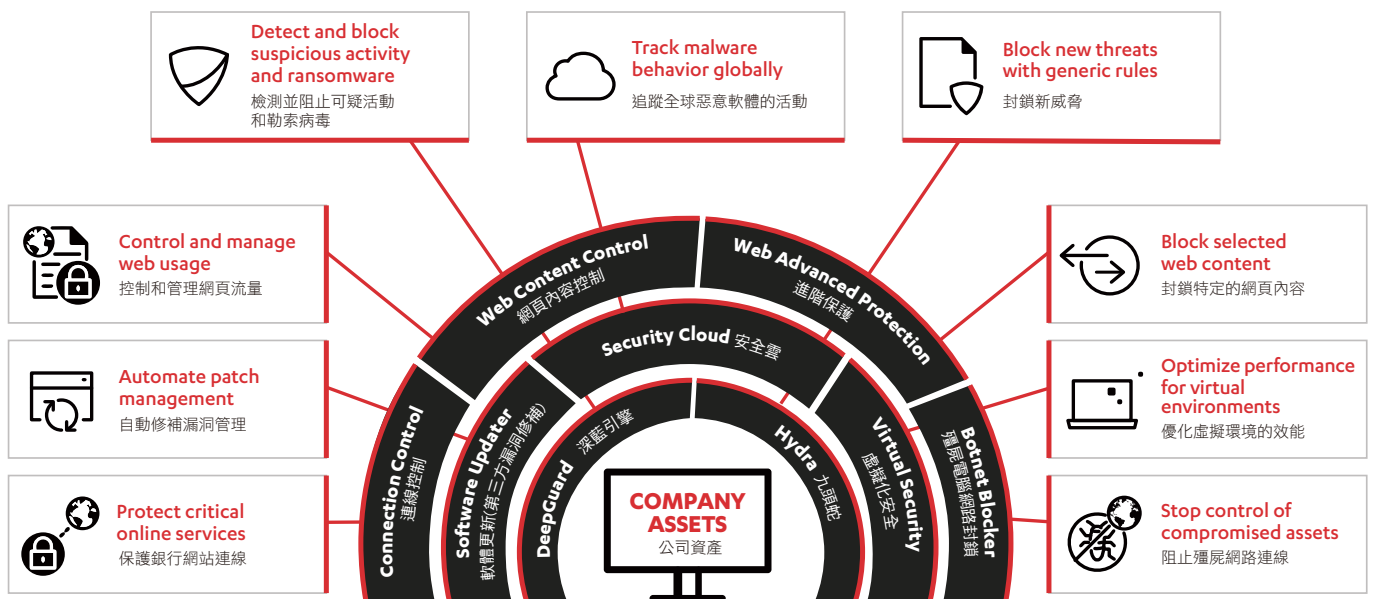 Detect and block
suspicious activity
and ransomware
檢測並阻止可疑活動
和勒索病毒
Track malware
behavior globally
追蹤全球惡意軟體的活動
Block new threats
with generic rules
封鎖新威脅
Control and manage
web usage
控制和管理網頁流量
Automate patch
management
自動修補漏洞管理
Protect critical
online services
保護銀行網站連線
Connection Control
連線控制
Web Content Control
網頁內容控制
Web Advanced Protection
進階保護
Botnet Blocker
殭屍電腦網路封鎖
Software Updater
軟體更新(第三方漏洞修補)
Security Cloud 安全雲
Virtual Security
虛擬化安全
DeepGuard 深藍引擎
Hydra 九頭蛇
COMPANY
ASSETS
公司資產
Block selected
web content
封鎖特定的網頁內容
Optimize performance
for virtual
environments
優化虛擬環境的效能
Stop control of
compromised assets
阻止殭屍網路連線